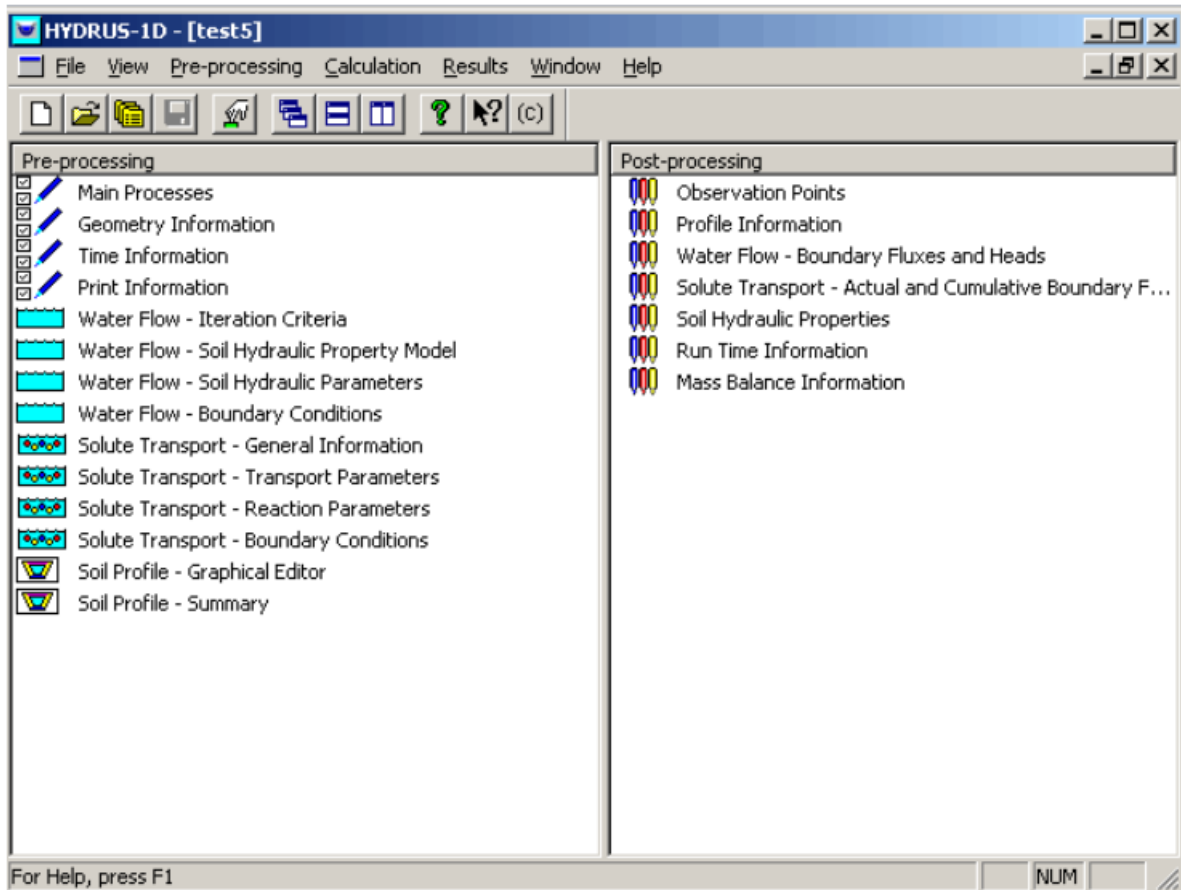 HYDRUS-1D - [test5]
File View Pre-processing Calculation Results Window Help
(C)
Pre-processing
Main Processes
Geometry Information
Time Information
Print Information
Water Flow - Iteration Criteria
Water Flow - Soil Hydraulic Property Model
Water Flow - Soil Hydraulic Parameters
Water Flow - Boundary Conditions
Solute Transport - General Information
Solute Transport - Transport Parameters
Solute Transport - Reaction Parameters
Solute Transport - Boundary Conditions
Soil Profile - Graphical Editor
Soil Profile - Summary
Post-processing
Observation Points
Profile Information
Water Flow - Boundary Fluxes and Heads
Solute Transport - Actual and Cumulative Boundary F...
Soil Hydraulic Properties
Run Time Information
Mass Balance Information
For Help, press F1
NUM